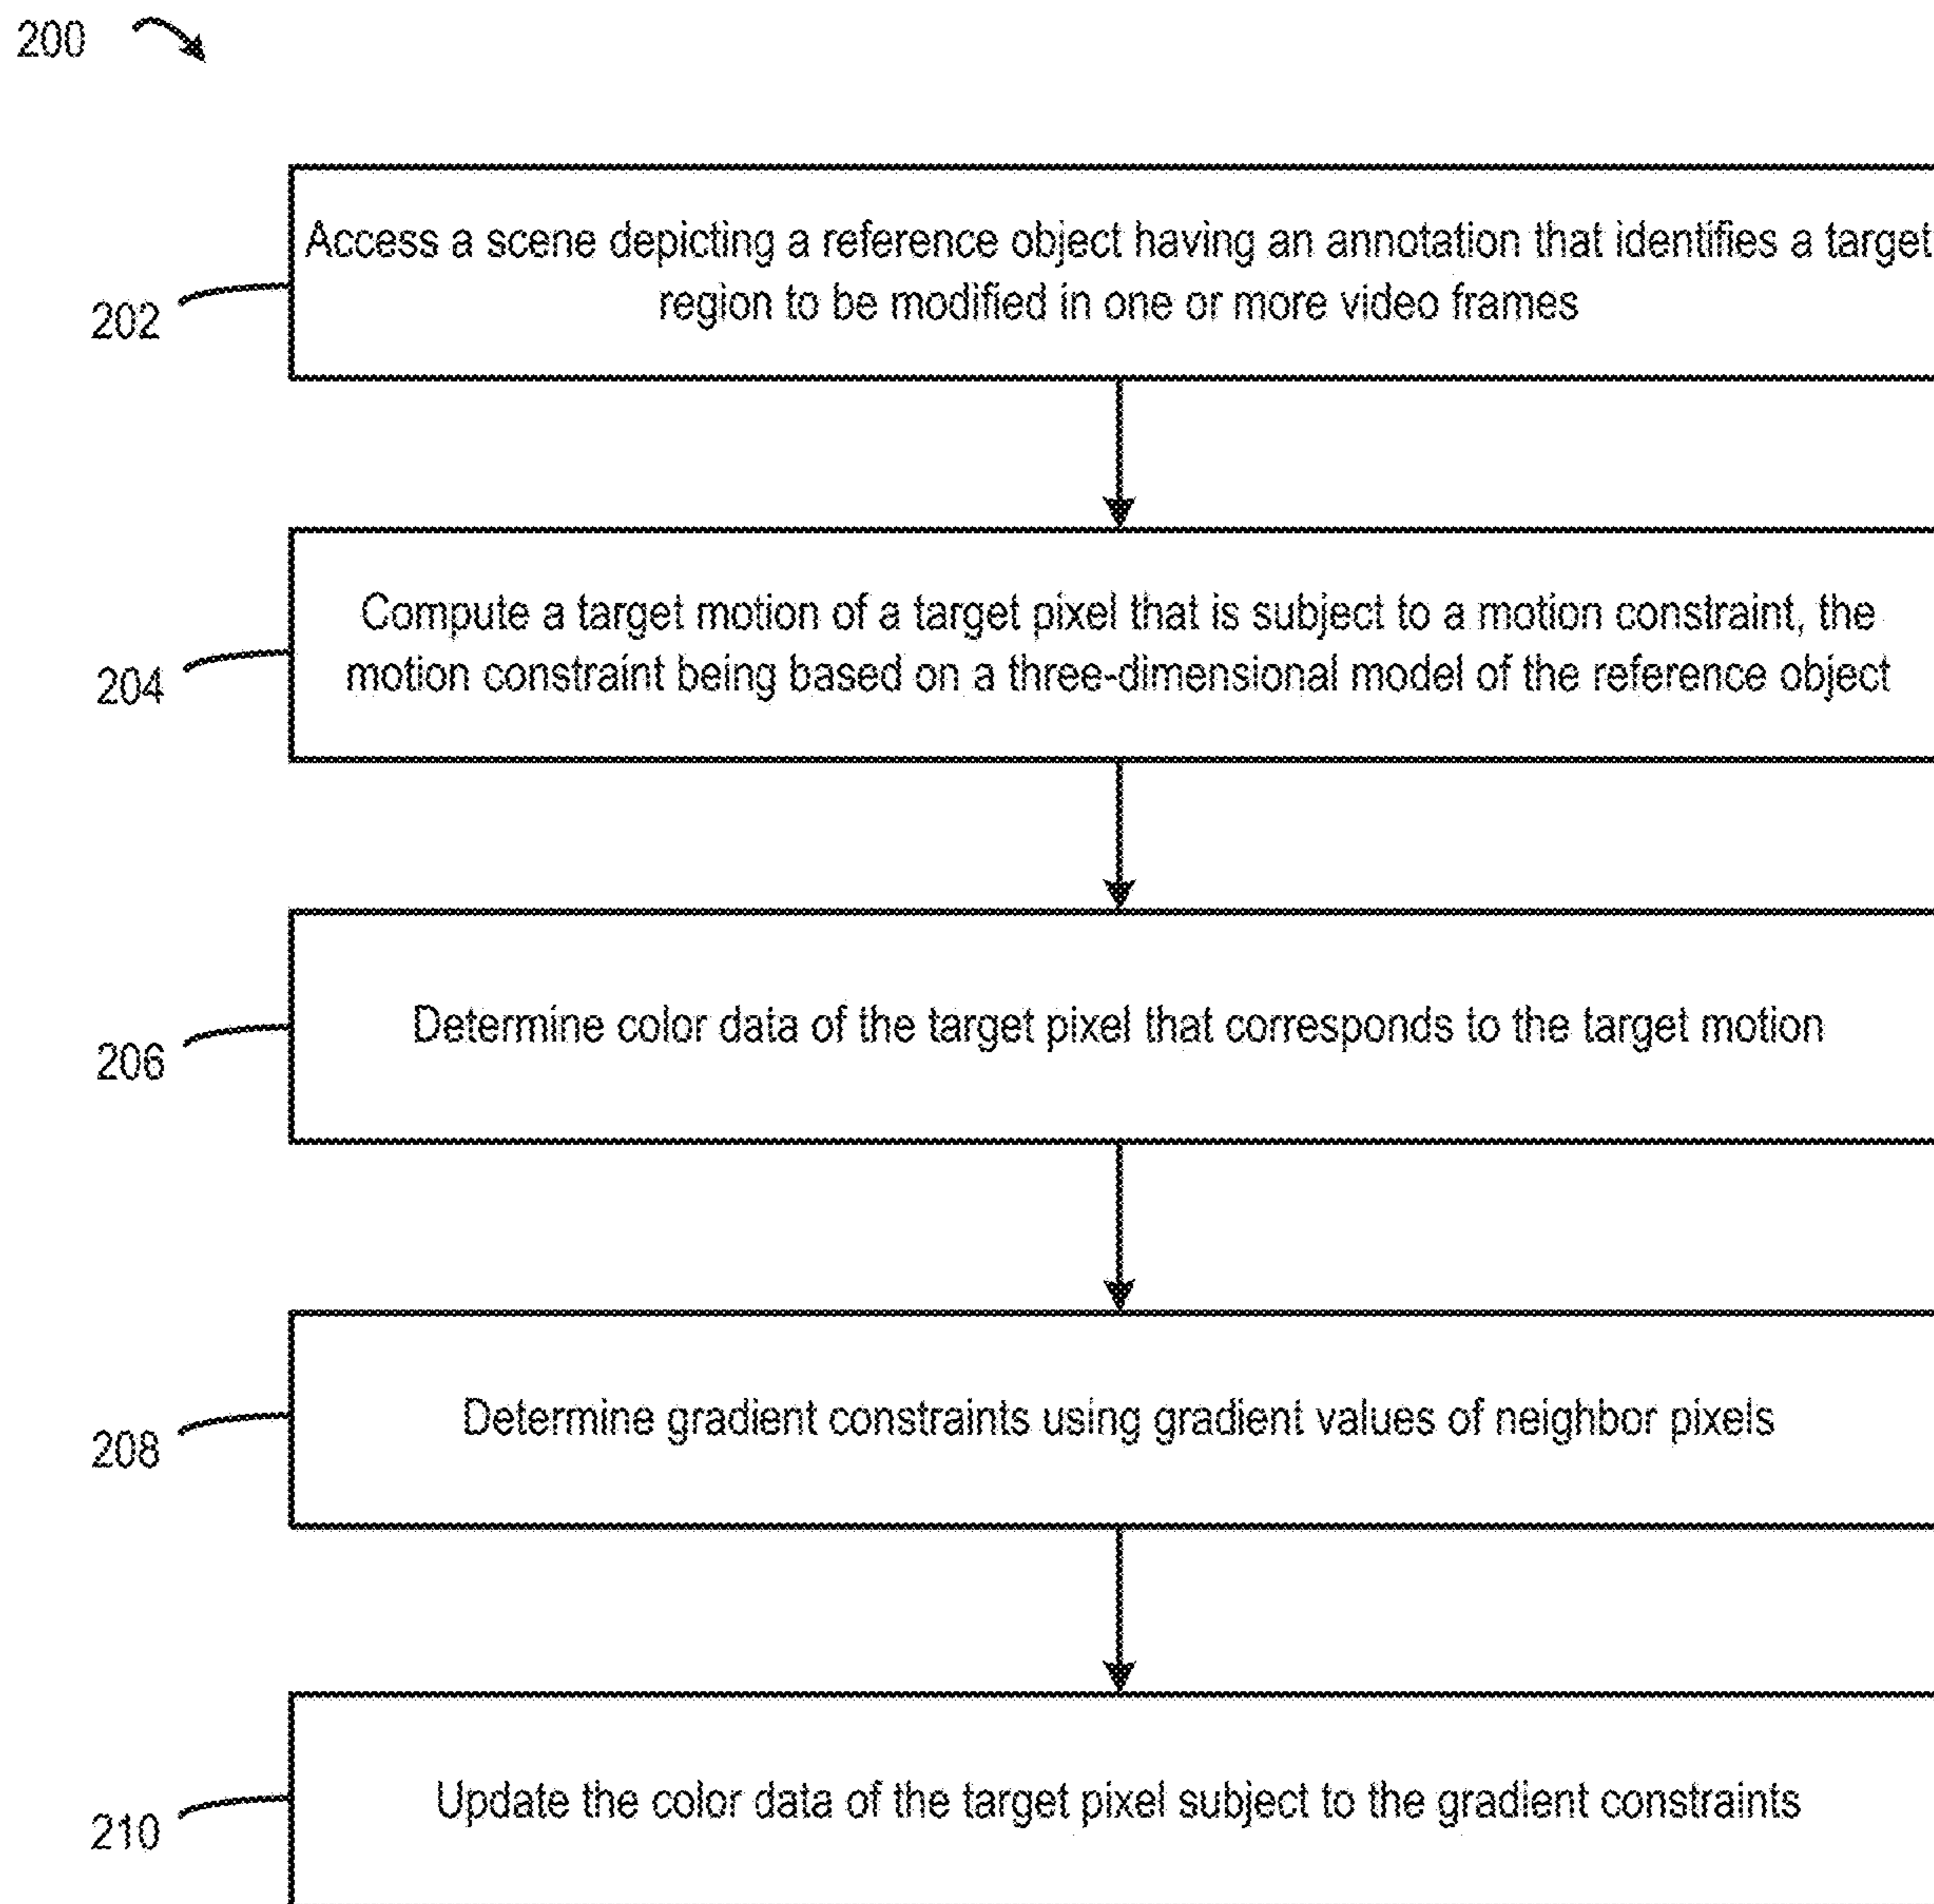 200
Access a scene depicting a reference object having an annotation that identifies a target
region to be modified in one or more video frames
202
Compute a target motion of a target pixel that is subject to a motion constraint, the
motion constraint being based on a three-dimensional model of the reference object
204
Determine color data of the target pixel that corresponds to the target motion
206
Determine gradient constraints using gradient values of neighbor pixels
208
Update the color data of the target pixel subject to the gradient constraints
210